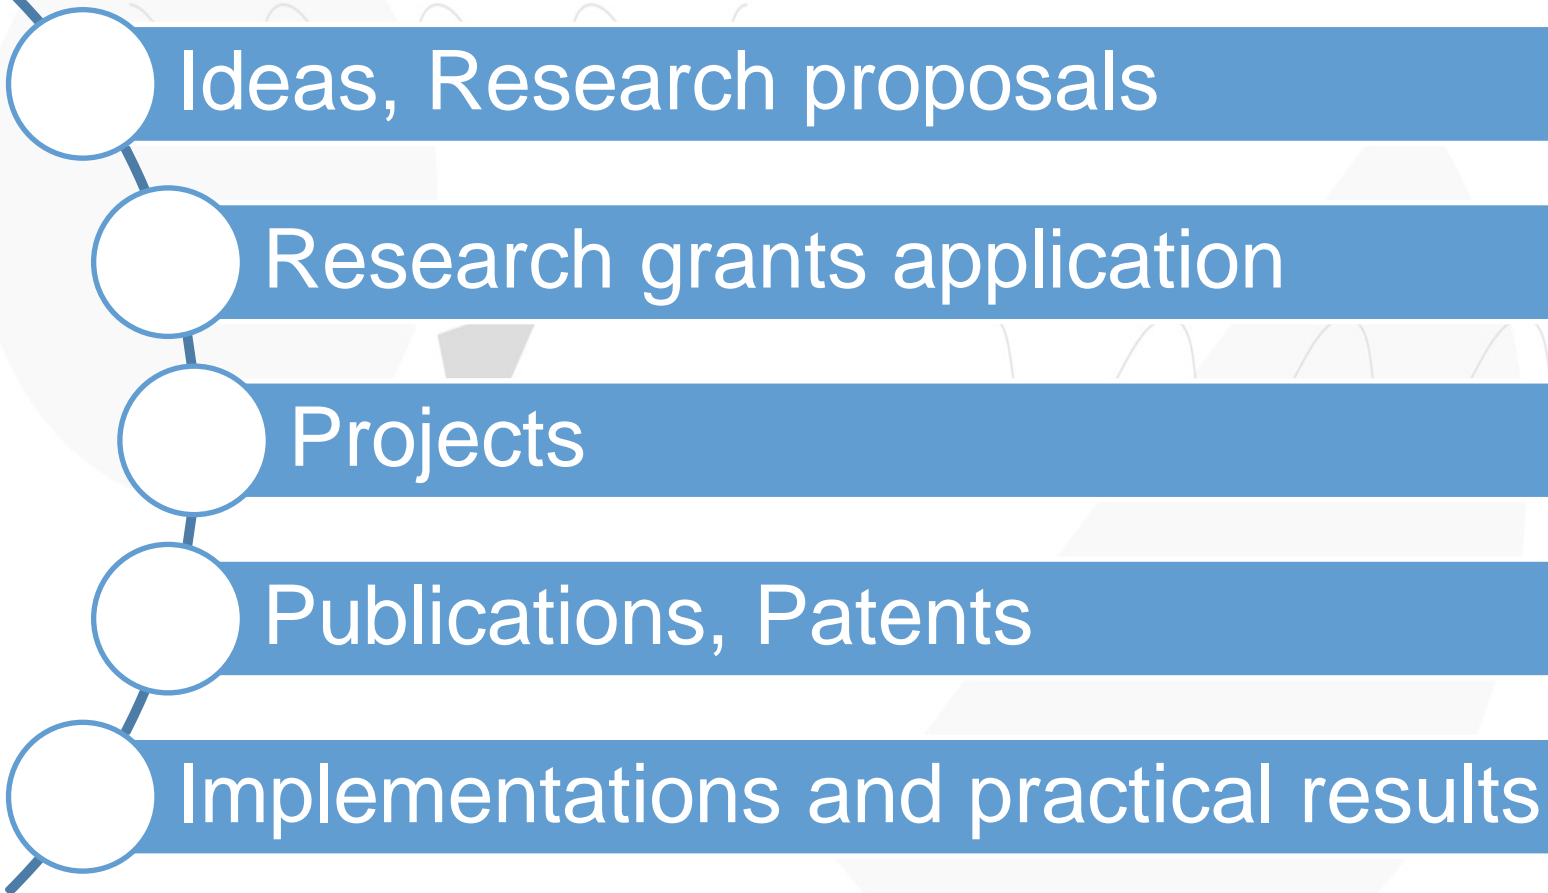 Ideas, Research proposals
Research grants application
Projects
Publications, Patents
Implementations and practical results